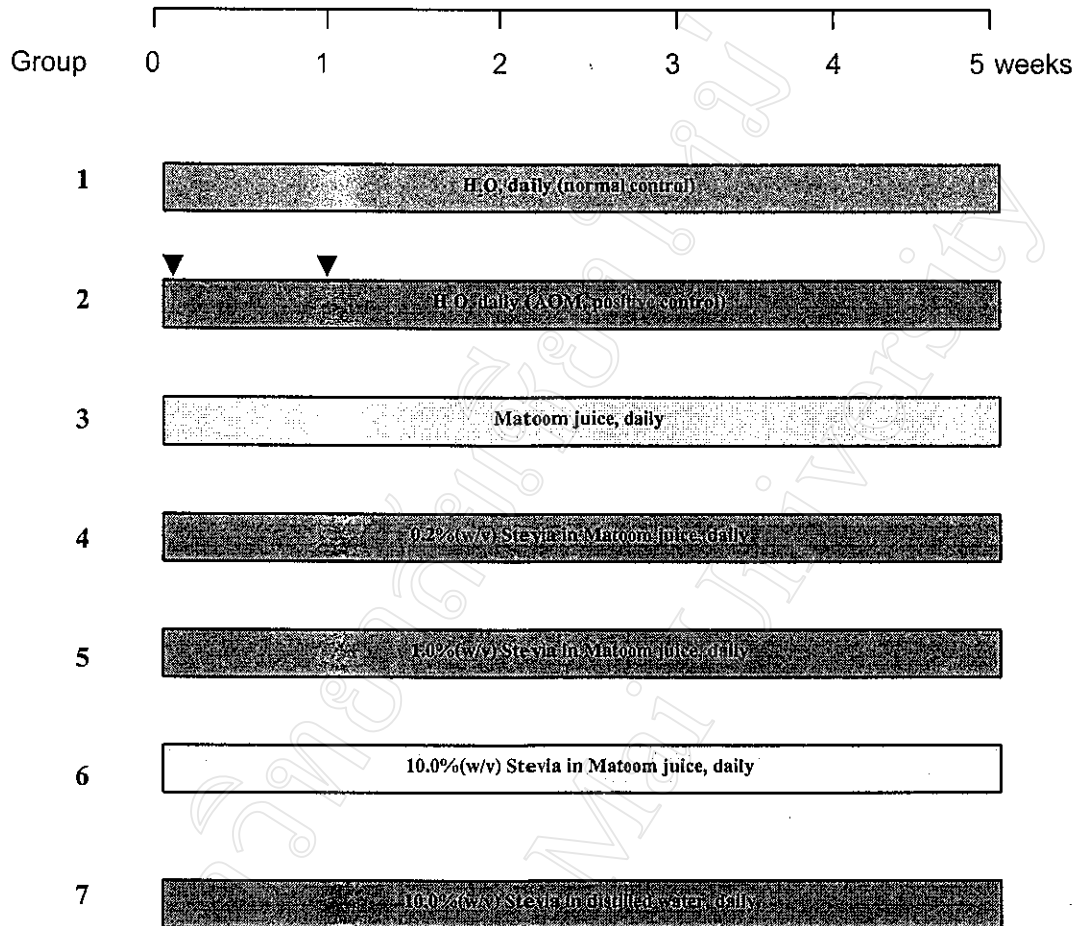 Group 0 1 2 3 4 5 weeks
1 H2O, daily (normal control)
2 H2O, daily (AOM, positive control)
3 Matoom juice, daily
4 0.2%(w/v) Stevia in Matoom juice, daily
5 1.0%(w/v) Stevia in Matoom juice, daily
6 10.0%(w/v) Stevia in Matoom juice, daily
7 10.0%(w/v) Stevia in distilled water, daily
Mai University